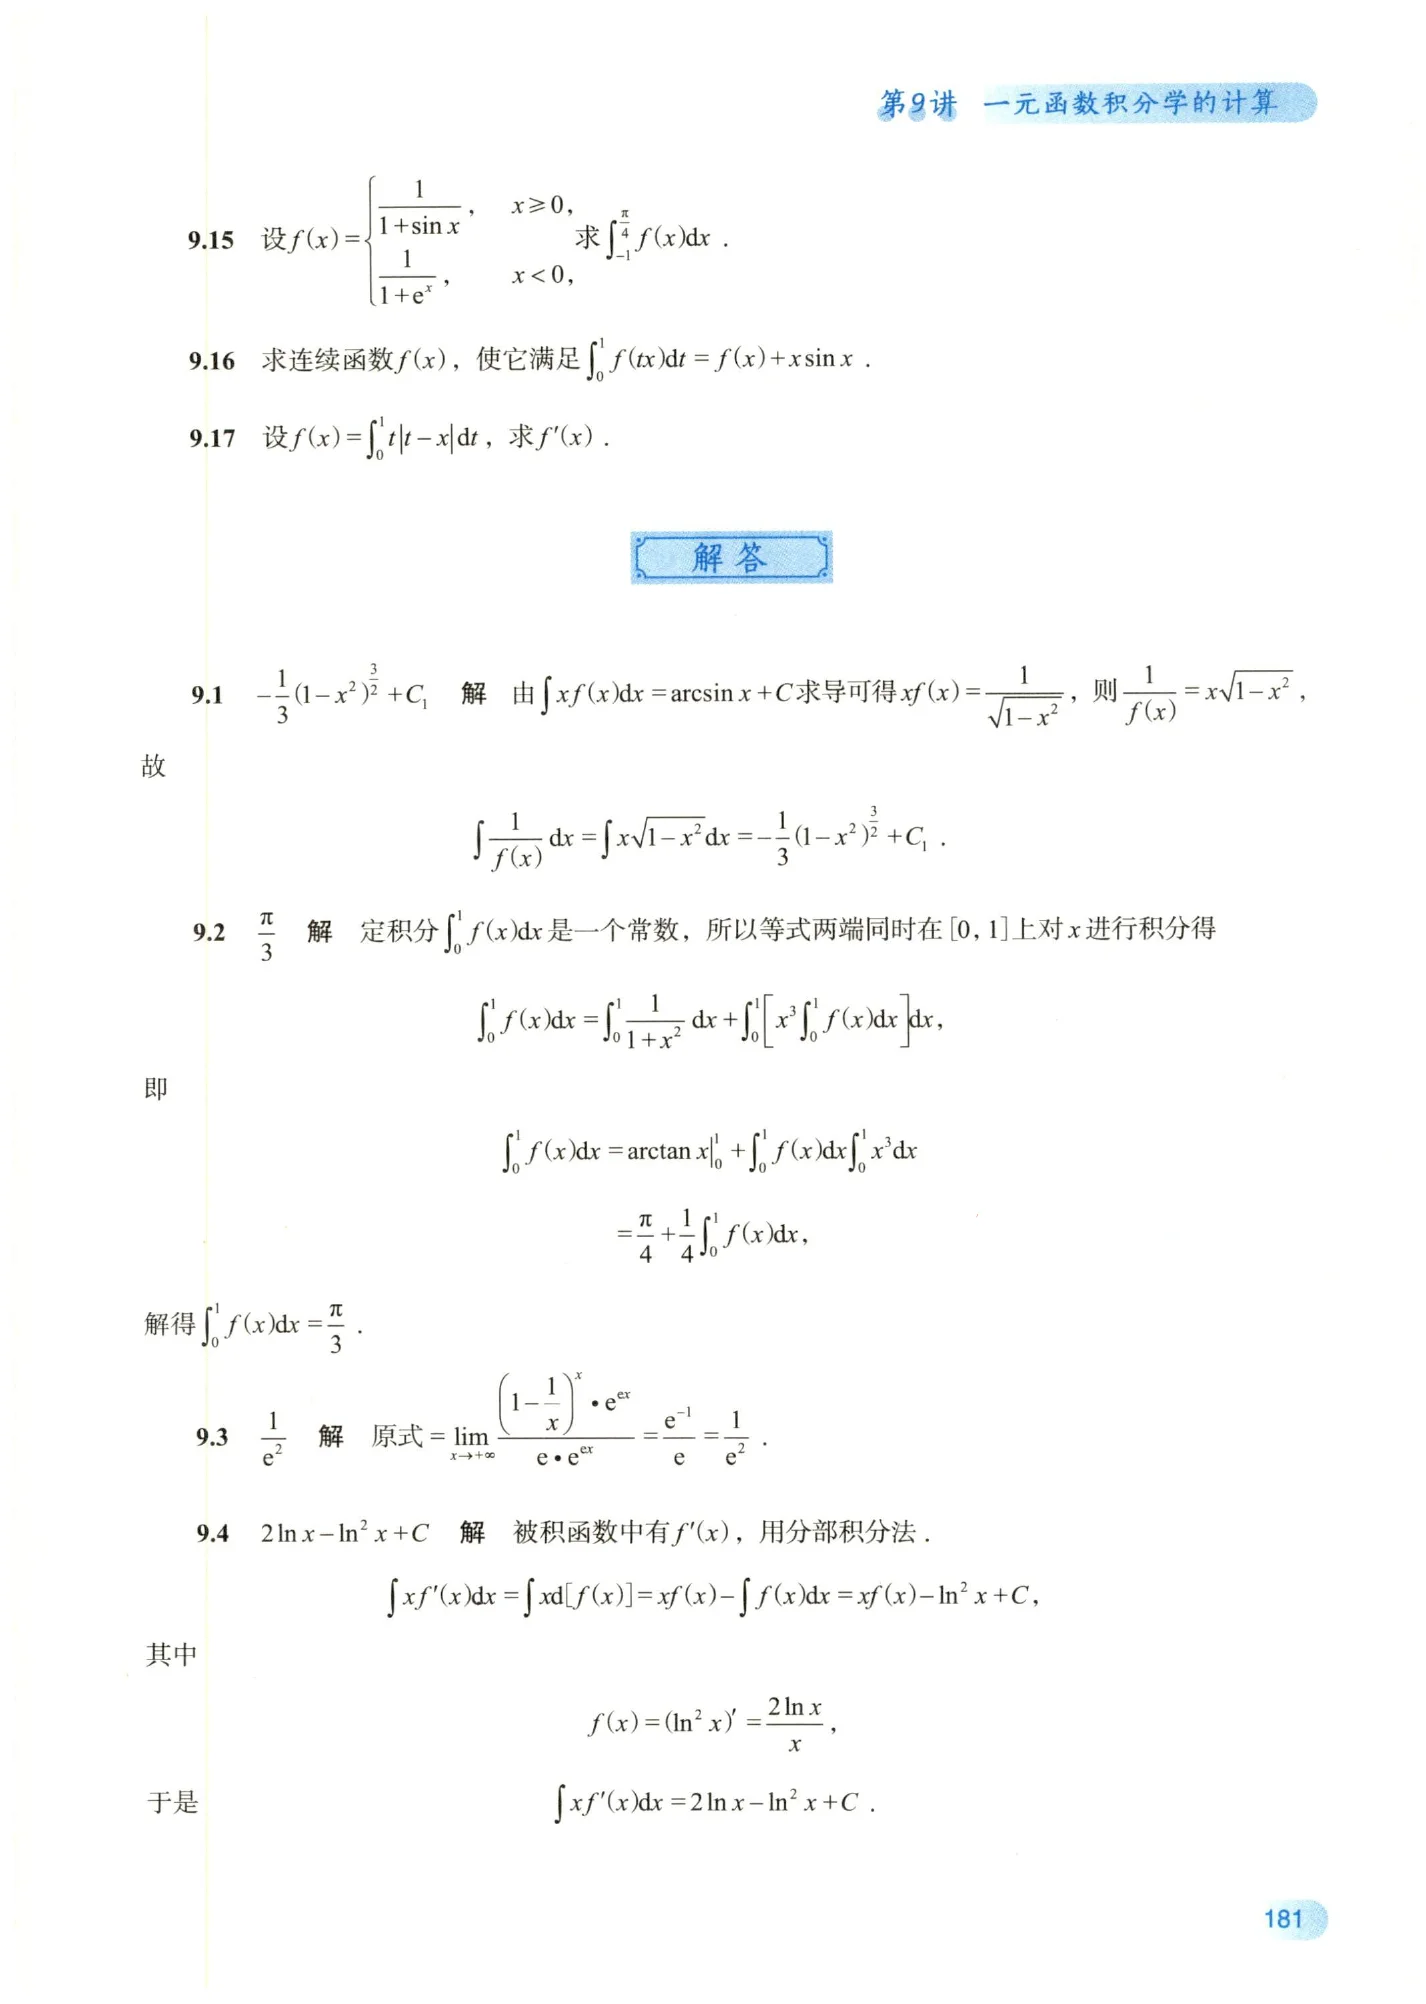 第9讲 一元函数积分学的计算
9.15 设 $f(x)=\begin{cases}\dfrac{1}{1+\sin x}, & x\geqslant 0,\\ \dfrac{1}{1+e^{x}}, & x<0,\end{cases}$ 求 $\int_{-1}^{\frac{\pi}{4}} f(x)dx$ .
9.16 求连续函数 $f(x)$,使它满足 $\int_0^1 f(tx)dt=f(x)+x\sin x$ .
9.17 设 $f(x)=\int_0^1 t|t-x|dt$,求 $f'(x)$ .
解答
9.1 $-\frac{1}{3}(1-x^2)^{\frac{3}{2}}+C_1$ 解 由 $\int xf(x)dx=\arcsin x+C$ 求导可得 $xf(x)=\frac{1}{\sqrt{1-x^2}}$,则 $\frac{1}{f(x)}=x\sqrt{1-x^2}$,
故
$\int\frac{1}{f(x)}dx=\int x\sqrt{1-x^2}dx=-\frac{1}{3}(1-x^2)^{\frac{3}{2}}+C_1$ .
9.2 $\frac{\pi}{3}$ 解 定积分 $\int_0^1 f(x)dx$ 是一个常数,所以等式两端同时在 $[0,1]$ 上对 $x$ 进行积分得
$\int_0^1 f(x)dx=\int_0^1\frac{1}{1+x^2}dx+\int_0^1\left[x^3\int_0^1 f(x)dx\right]dx,$
即
$\int_0^1 f(x)dx=\arctan x\big|_0^1+\int_0^1 f(x)dx\int_0^1 x^3dx$
$=\frac{\pi}{4}+\frac{1}{4}\int_0^1 f(x)dx,$
解得 $\int_0^1 f(x)dx=\frac{\pi}{3}$ .
9.3 $\frac{1}{e^2}$ 解 原式 $=\lim_{x\to+\infty}\frac{\left(1-\frac{1}{x}\right)^x\cdot e^{ex}}{e\cdot e^{ex}}=\frac{e^{-1}}{e}=\frac{1}{e^2}$ .
9.4 $2\ln x-\ln^2 x+C$ 解 被积函数中有 $f'(x)$,用分部积分法 .
$\int xf'(x)dx=\int xd[f(x)]=xf(x)-\int f(x)dx=xf(x)-\ln^2 x+C,$
其中
$f(x)=(\ln^2 x)'=\frac{2\ln x}{x},$
于是 $\int xf'(x)dx=2\ln x-\ln^2 x+C$ .
181